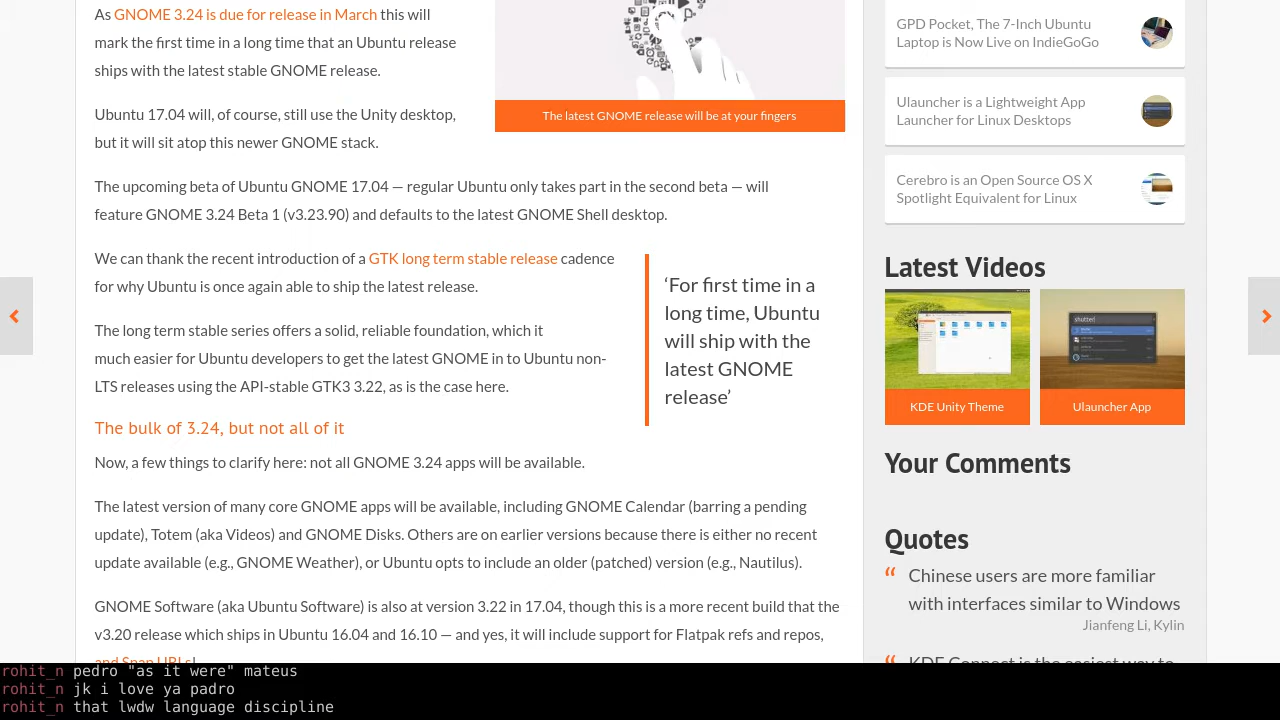 As GNOME 3.24 is due for release in March this will
mark the first time in a long time that an Ubuntu release
ships with the latest stable GNOME release.
The latest GNOME release will be at your fingers
Ubuntu 17.04 will, of course, still use the Unity desktop,
but it will sit atop this newer GNOME stack.
The upcoming beta of Ubuntu GNOME 17.04 — regular Ubuntu only takes part in the second beta — will
feature GNOME 3.24 Beta 1 (v3.23.90) and defaults to the latest GNOME Shell desktop.
We can thank the recent introduction of a GTK long term stable release cadence
for why Ubuntu is once again able to ship the latest release.
The long term stable series offers a solid, reliable foundation, which it
much easier for Ubuntu developers to get the latest GNOME in to Ubuntu non-
LTS releases using the API-stable GTK3 3.22, as is the case here.
‘For first time in a
long time, Ubuntu
will ship with the
latest GNOME
release’
The bulk of 3.24, but not all of it
Now, a few things to clarify here: not all GNOME 3.24 apps will be available.
The latest version of many core GNOME apps will be available, including GNOME Calendar (barring a pending
update), Totem (aka Videos) and GNOME Disks. Others are on earlier versions because there is either no recent
update available (e.g., GNOME Weather), or Ubuntu opts to include an older (patched) version (e.g., Nautilus).
GNOME Software (aka Ubuntu Software) is also at version 3.22 in 17.04, though this is a more recent build that the
v3.20 release which ships in Ubuntu 16.04 and 16.10 — and yes, it will include support for Flatpak refs and repos,
and Snap URLs!
GPD Pocket, The 7-Inch Ubuntu
Laptop is Now Live on IndieGoGo
Ulauncher is a Lightweight App
Launcher for Linux Desktops
Cerebro is an Open Source OS X
Spotlight Equivalent for Linux
Latest Videos
shutter
KDE Unity Theme
Ulauncher App
Your Comments
Quotes
“ Chinese users are more familiar
with interfaces similar to Windows
Jianfeng Li, Kylin
“ KDE Connect is the easiest way to
rohit_n pedro "as it were" mateus
rohit_n jk i love ya padro
rohit_n that lwdw language discipline